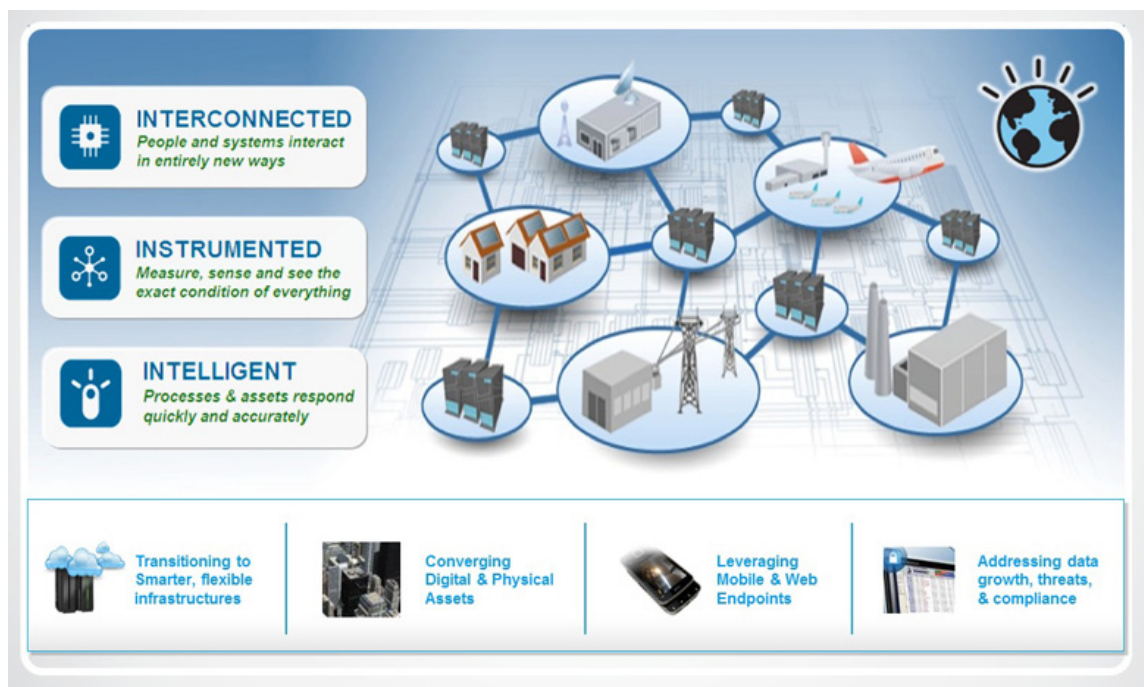 INTERCONNECTED
People and systems interact
in entirely new ways
INSTRUMENTED
Measure, sense and see the
exact condition of everything
INTELLIGENT
Processes & assets respond
quickly and accurately
Transitioning to
Smarter, flexible
infrastructures
Converging
Digital & Physical
Assets
Leveraging
Mobile & Web
Endpoints
Addressing data
growth, threats,
& compliance